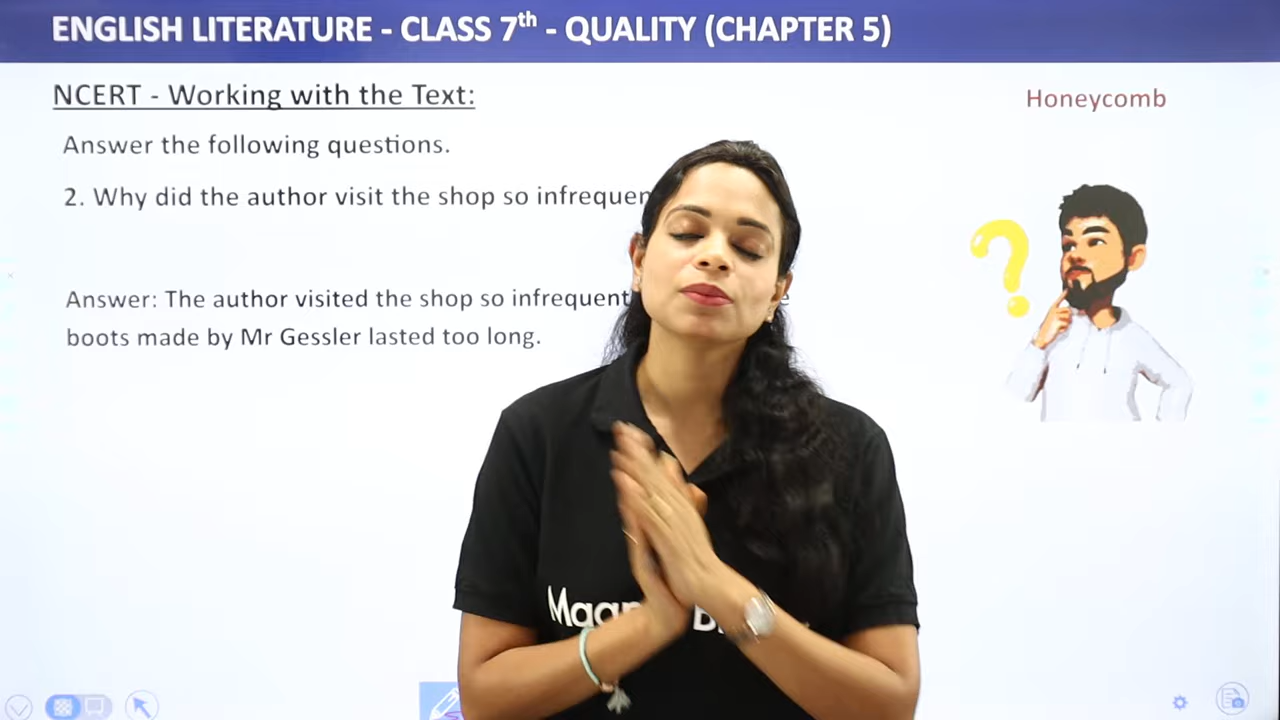 ENGLISH LITERATURE - CLASS 7th - QUALITY (CHAPTER 5)
NCERT - Working with the Text:
Honeycomb
Answer the following questions.
2. Why did the author visit the shop so
Answer: The author visited the shop so
boots made by Mr Gessler lasted too long.